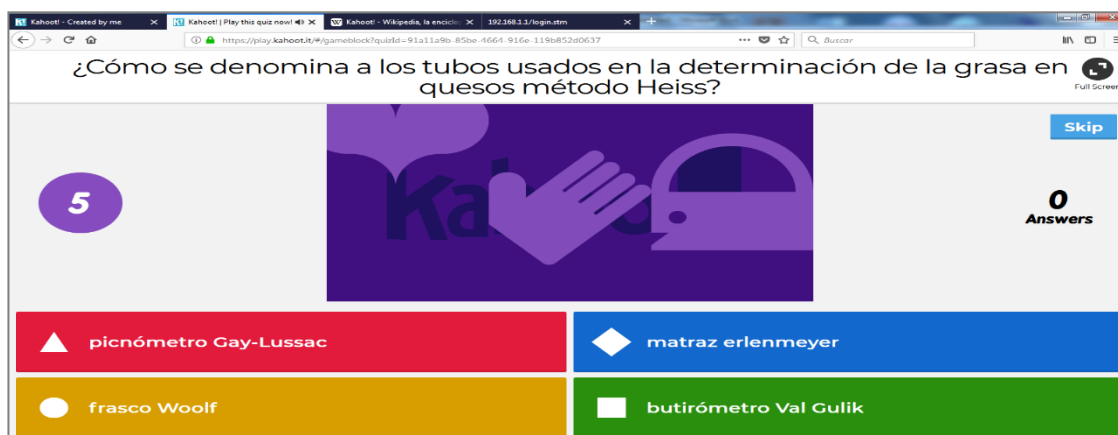 Kahoot! - Created by me
Kahoot! | Play this quiz now!
Kahoot! - Wikipedia, la enciclo
192.168.1.1/login.stm
https://play.kahoot.it/#/gameblock?quizId=91a11a9b-85be-4664-916e-119b852d0637
Buscar
¿Cómo se denomina a los tubos usados en la determinación de la grasa en
quesos método Heiss?
Full Screen
Skip
5
0
Answers
picnómetro Gay-Lussac
matraz erlenmeyer
frasco Woolf
butirómetro Val Gulik